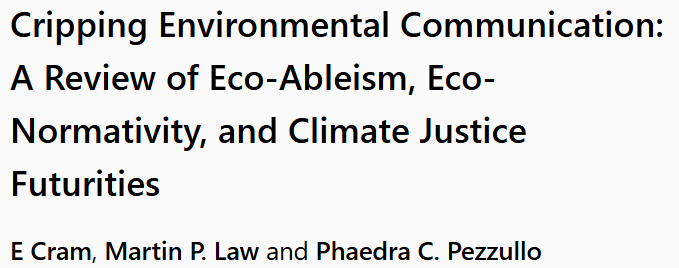 Cripping Environmental Communication:
A Review of Eco-Ableism, Eco-
Normativity, and Climate Justice
Futurities
E Cram, Martin P. Law and Phaedra C. Pezzullo